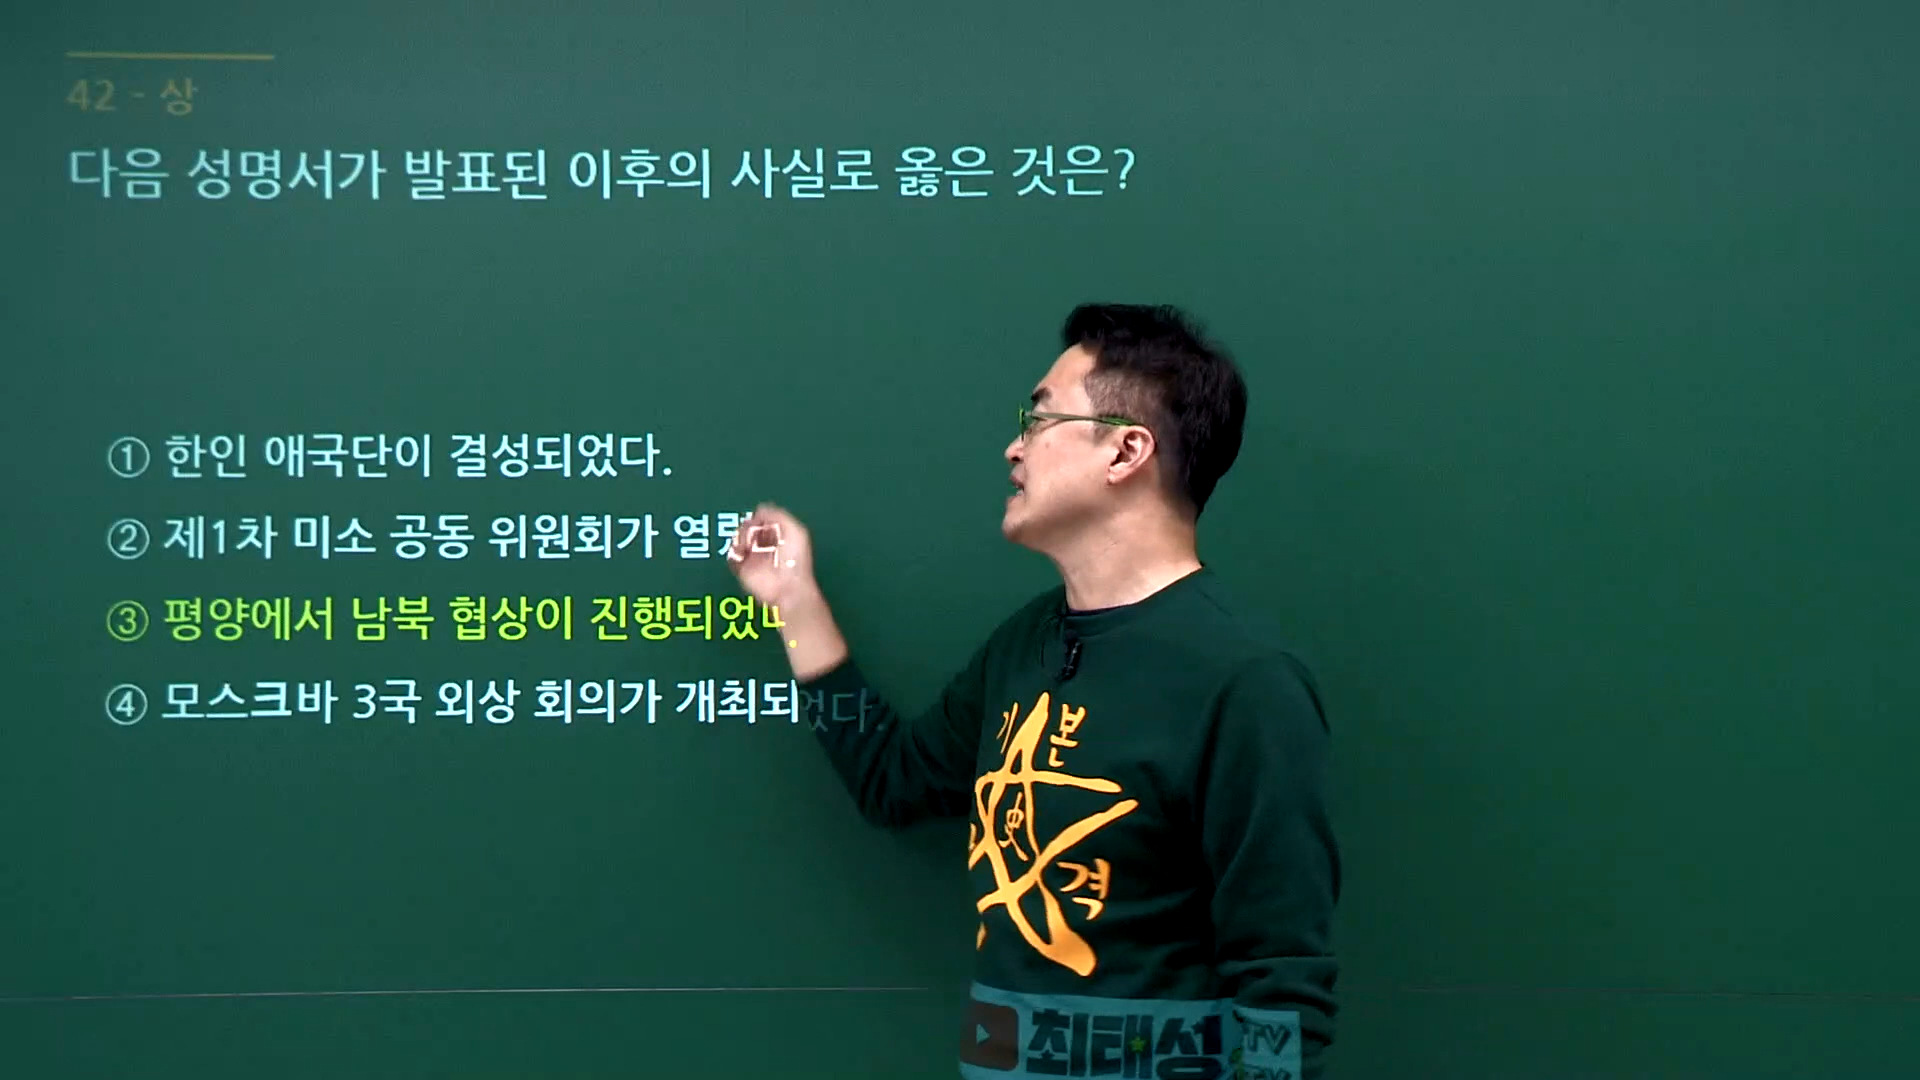 42 - 상
다음 성명서가 발표된 이후의 사실로 옳은 것은?
① 한인 애국단이 결성되었다.
② 제1차 미소 공동 위원회가 열렸다.
③ 평양에서 남북 협상이 진행되었다.
④ 모스크바 3국 외상 회의가 개최되었다.
기본
史
격
최태성 TV